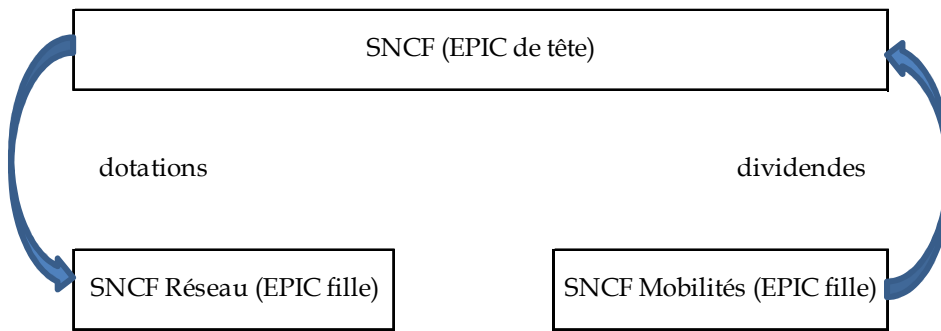 SNCF (EPIC de tête)
dotations
dividendes
SNCF Réseau (EPIC fille)
SNCF Mobilités (EPIC fille)